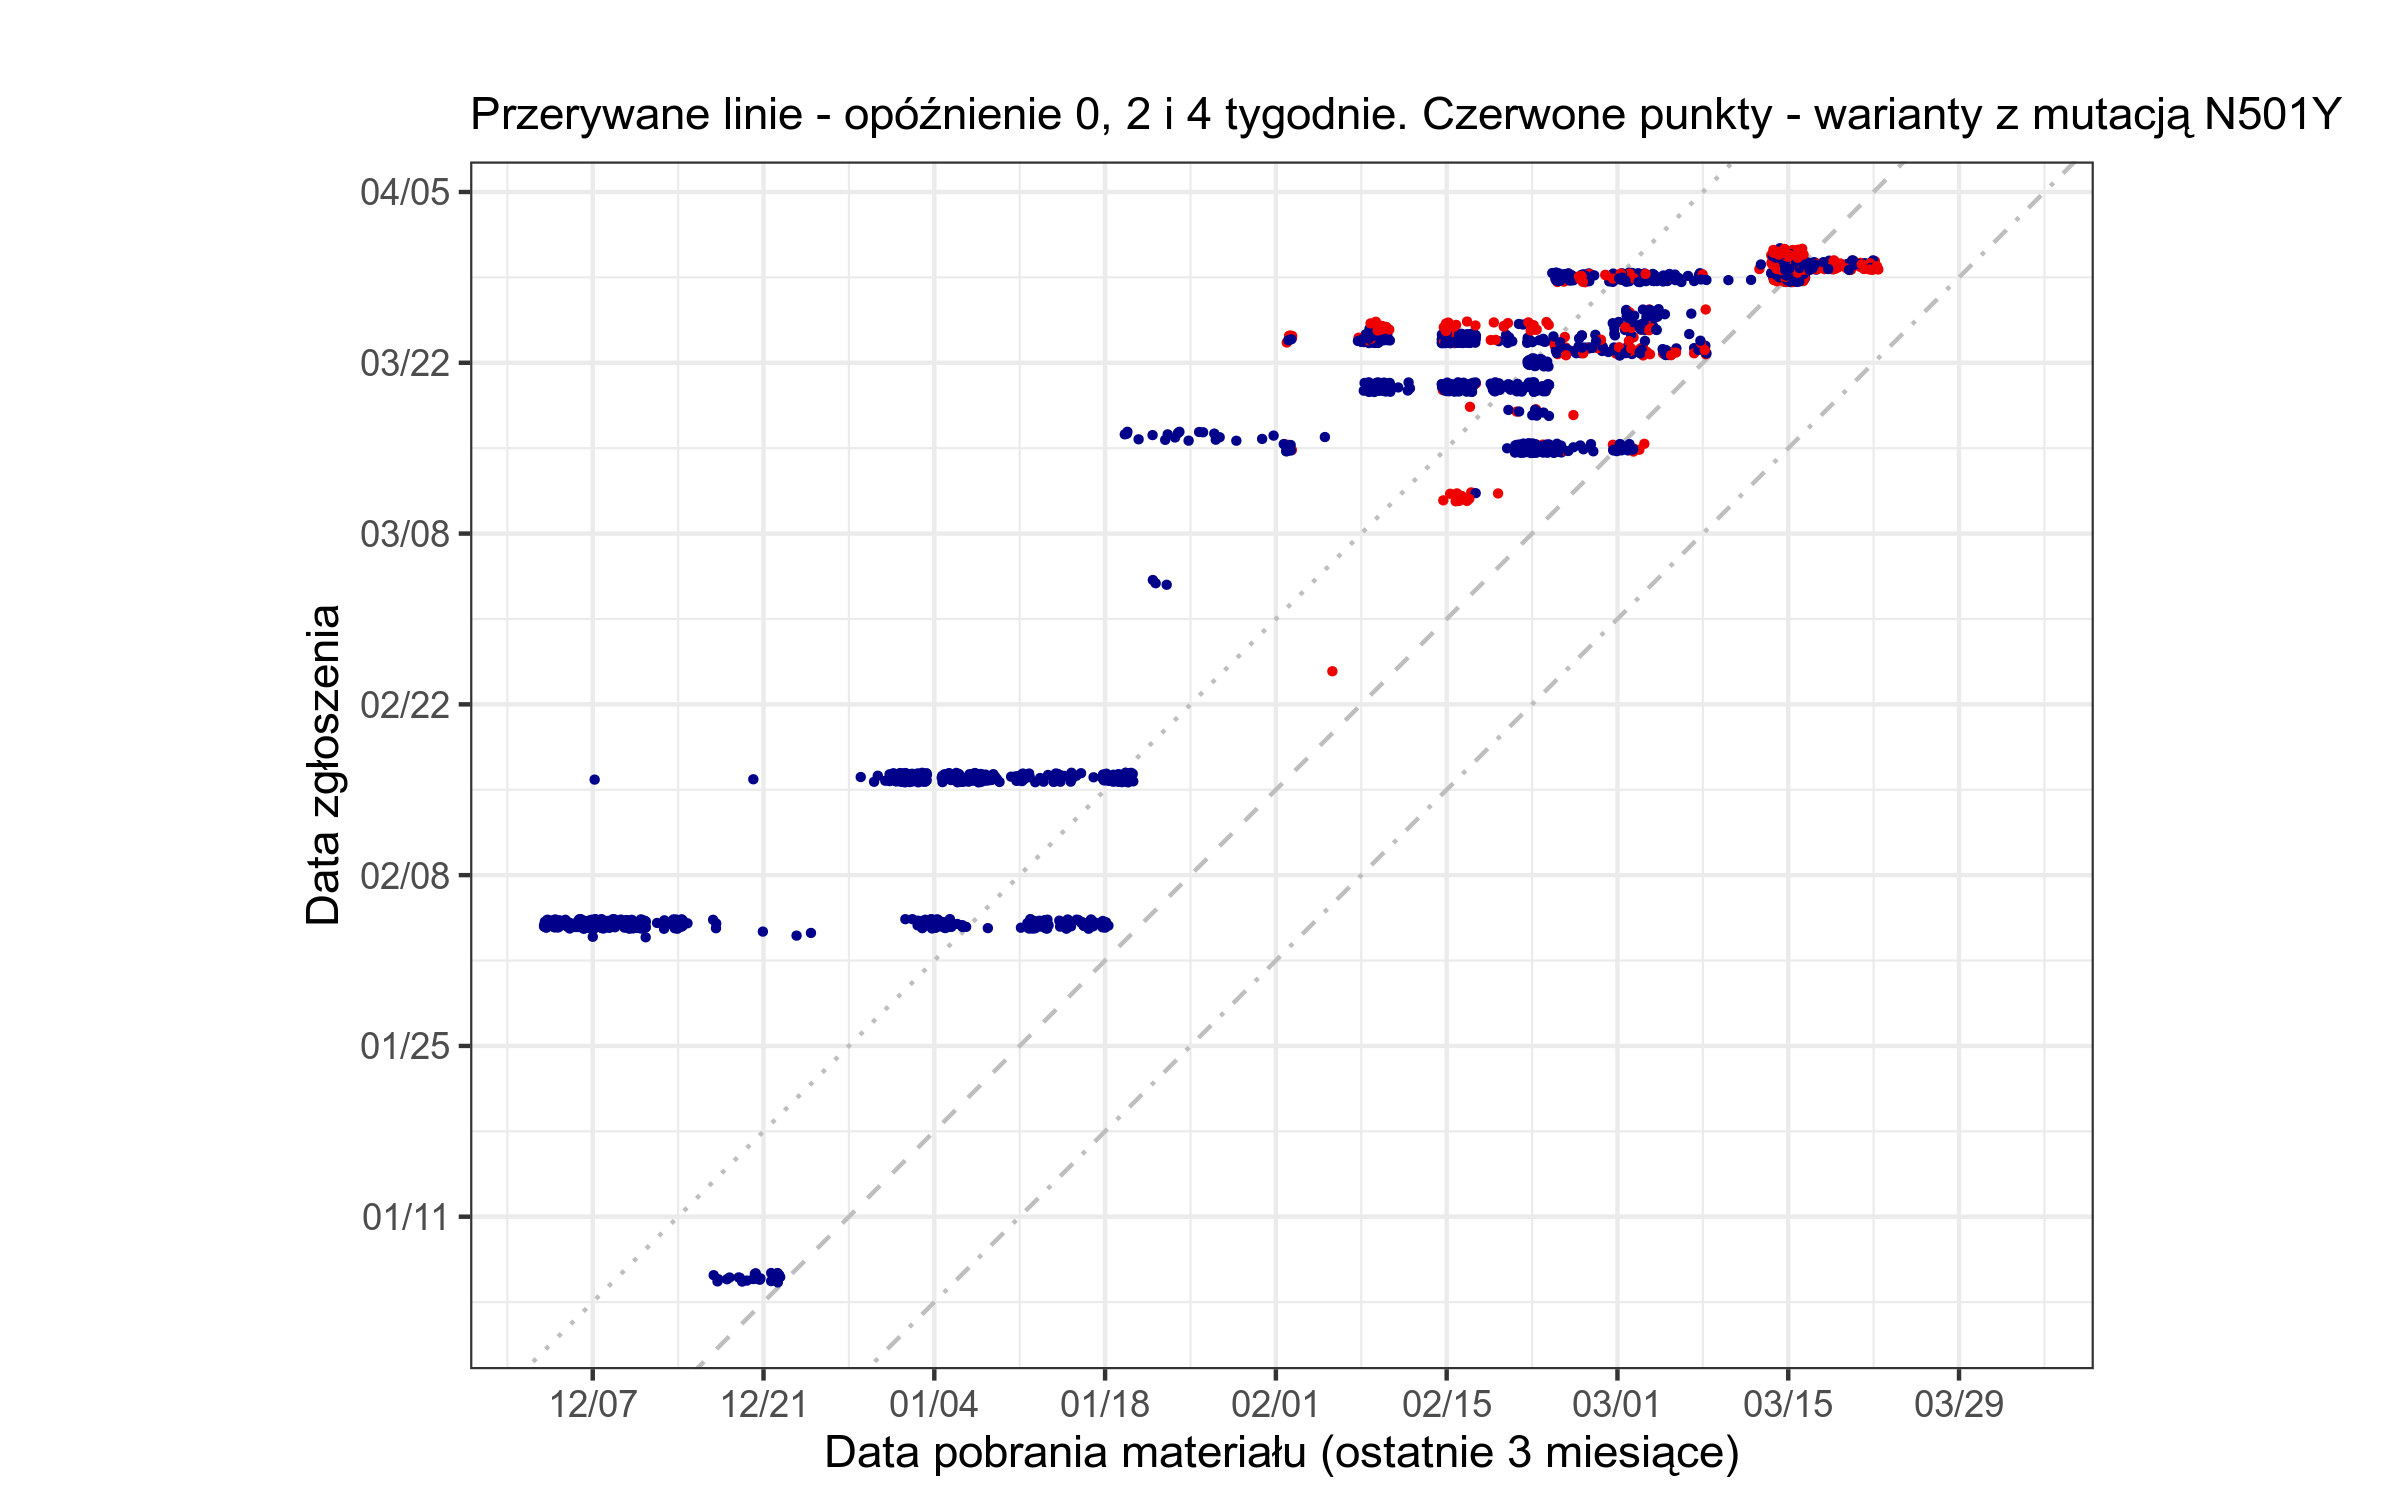 Przerywane linie - opóźnienie 0, 2 i 4 tygodnie. Czerwone punkty - warianty z mutacją N501Y
Data zgłoszenia
04/05
03/22
03/08
02/22
02/08
01/25
01/11
12/07 12/21 01/04 01/18 02/01 02/15 03/01 03/15 03/29
Data pobrania materiału (ostatnie 3 miesiące)